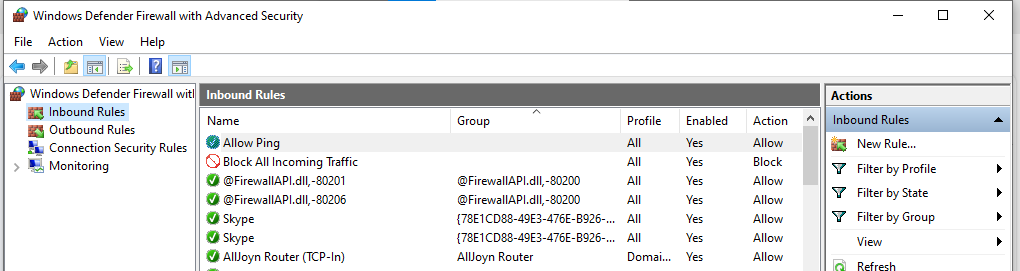 Windows Defender Firewall with Advanced Security
File Action View Help
Windows Defender Firewall with
Inbound Rules
Outbound Rules
Connection Security Rules
Monitoring
Inbound Rules
Name Group Profile Enabled Action
Allow Ping All Yes Allow
Block All Incoming Traffic All Yes Block
@FirewallAPI.dll,-80201 @FirewallAPI.dll,-80200 All Yes Allow
@FirewallAPI.dll,-80206 @FirewallAPI.dll,-80200 All Yes Allow
Skype {78E1CD88-49E3-476E-B926-... All Yes Allow
Skype {78E1CD88-49E3-476E-B926-... All Yes Allow
AllJoyn Router (TCP-In) AllJoyn Router Domai... Yes Allow
Actions
Inbound Rules
New Rule...
Filter by Profile
Filter by State
Filter by Group
View
Refresh